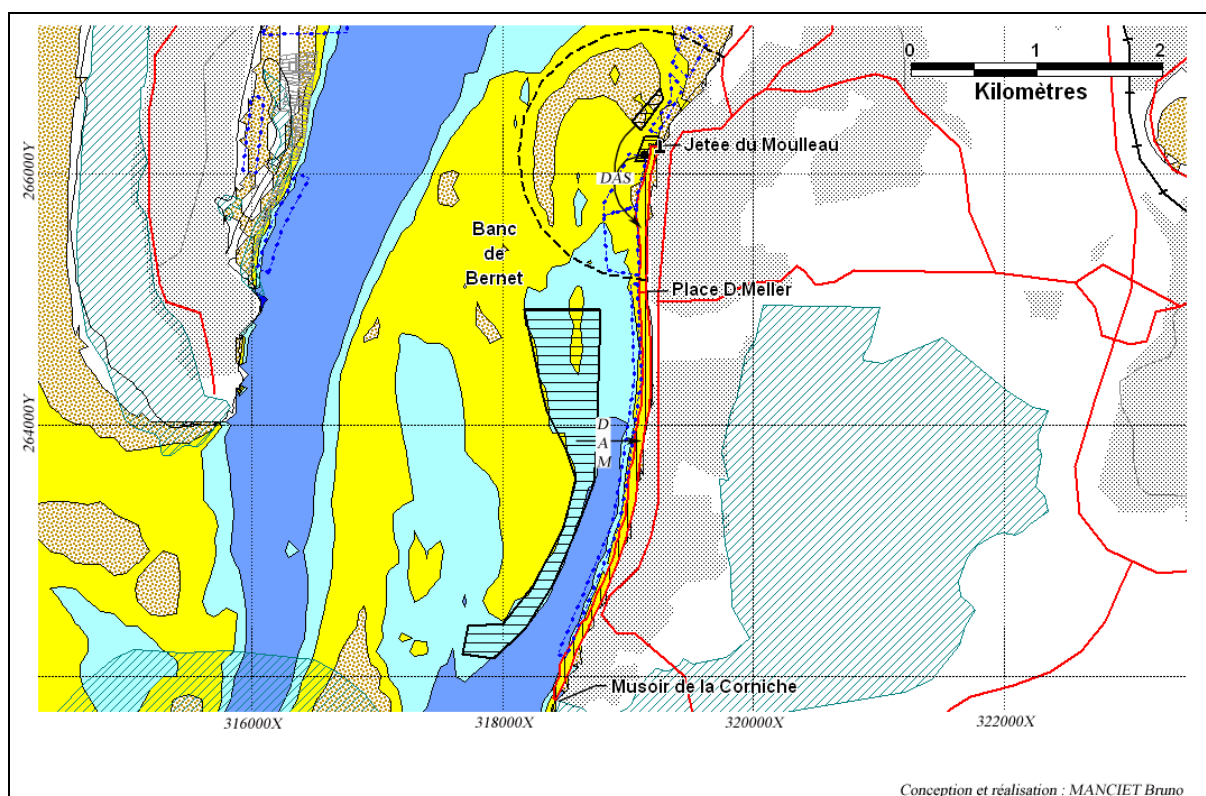 0 1 2
Kilomètres
Jetée du Moulleau
266000Y
DAS
Banc
de
Bernet
Place D.Meller
264000Y
D
A
M
Musoir de la Corniche
316000X 318000X 320000X 322000X
Conception et réalisation : MANCIET Bruno